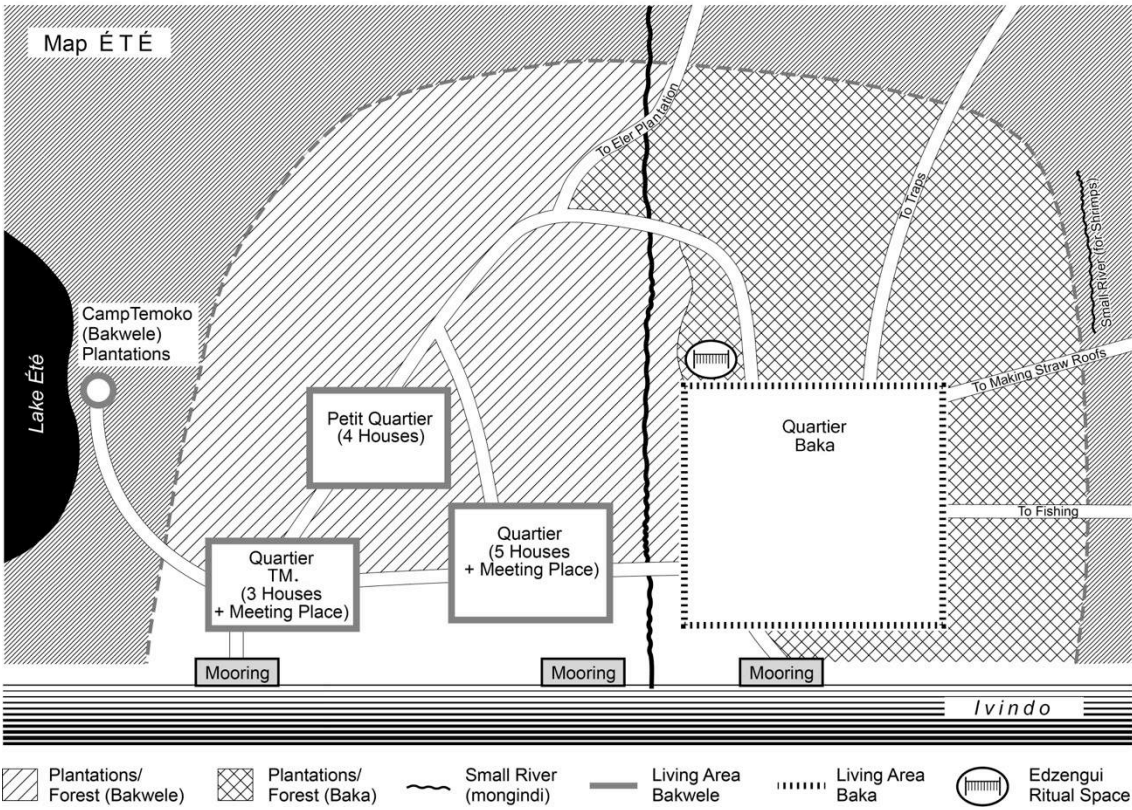 Map ÉTÉ
To Eler Plantation
To Traps
Small River (for Shrimps)
CampTemoko
(Bakwele)
Plantations
Lake Été
To Making Straw Roofs
Petit Quartier
(4 Houses)
Quartier
Baka
Quartier
(5 Houses
+ Meeting Place)
To Fishing
Quartier
TM.
(3 Houses
+ Meeting Place)
Mooring
Mooring
Mooring
Ivindo
Plantations/
Forest (Bakwele)
Plantations/
Forest (Baka)
Small River
(mongindi)
Living Area
Bakwele
Living Area
Baka
Edzengui
Ritual Space